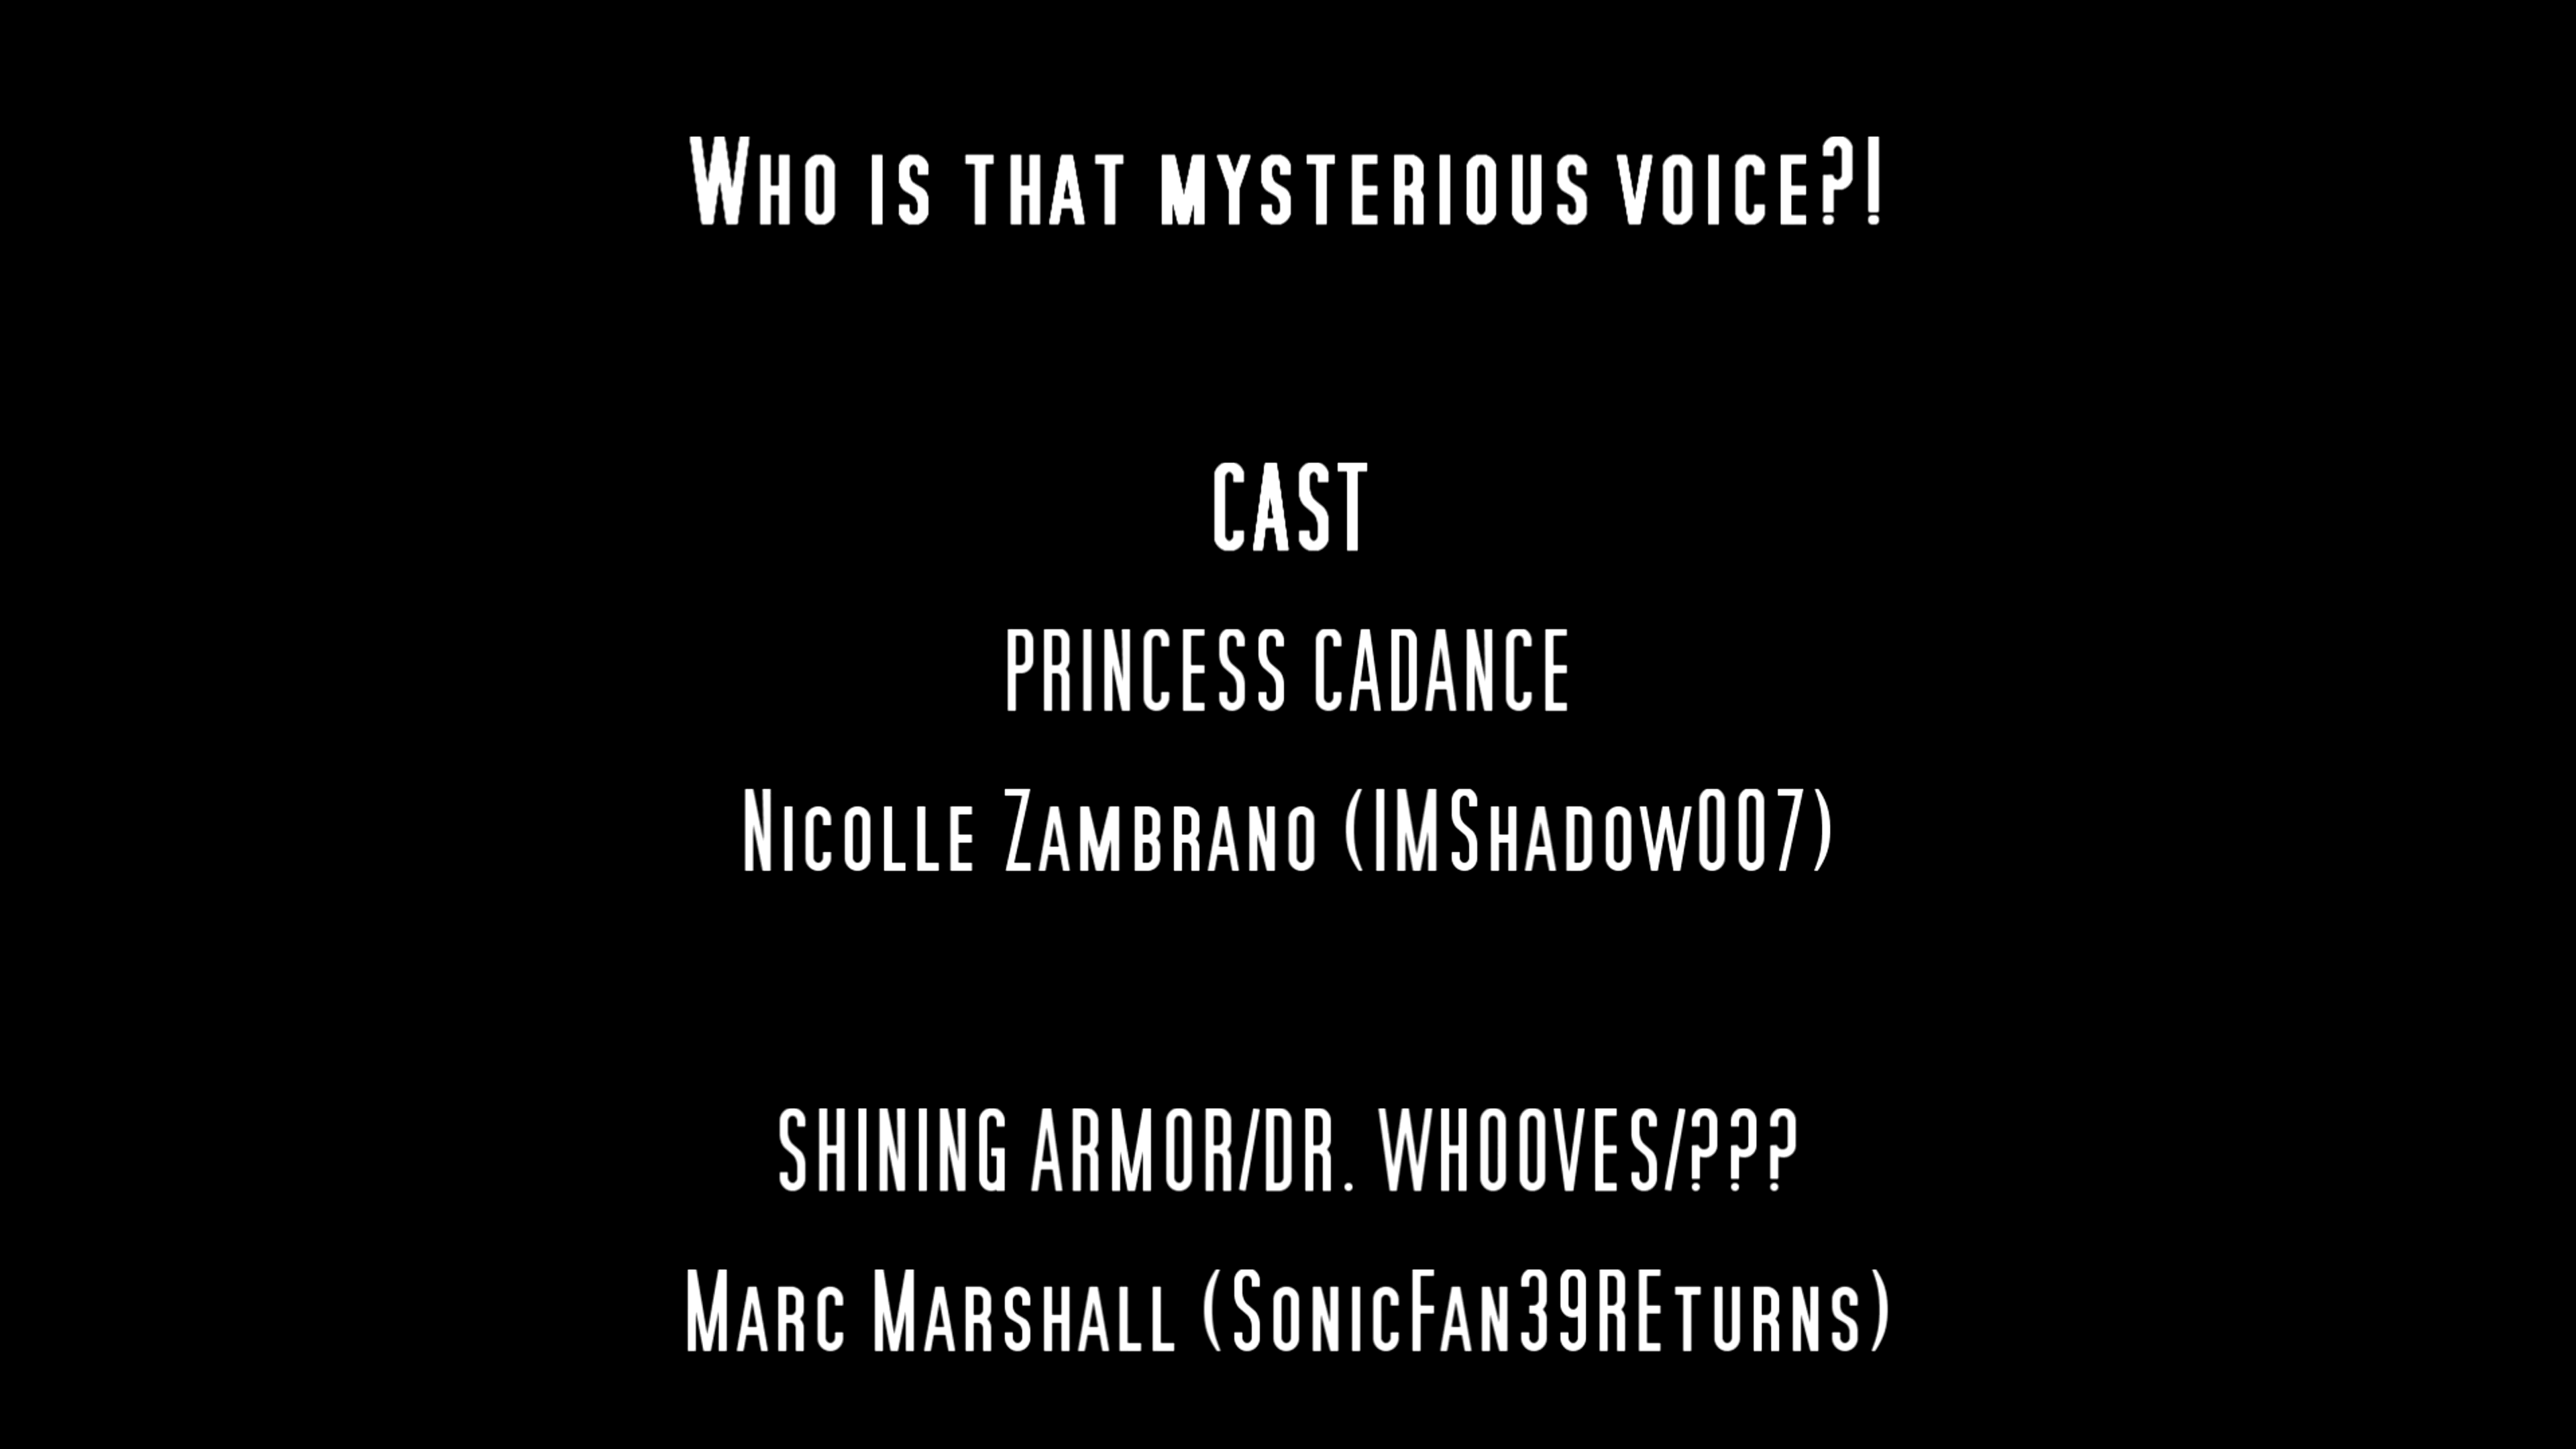 Who is that mysterious voice?!
CAST
PRINCESS CADANCE
Nicolle Zambrano (IMShadow007)
SHINING ARMOR/DR. WHOOVES/???
Marc Marshall (SonicFan39REturns)